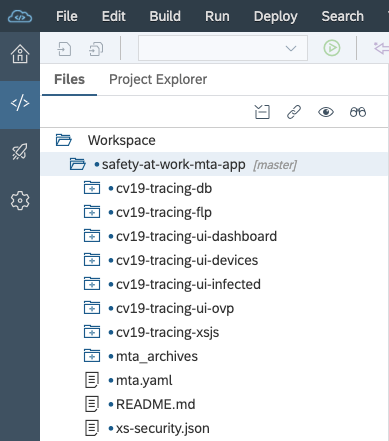 File Edit Build Run Deploy Search
Files Project Explorer
Workspace
safety-at-work-mta-app [master]
cv19-tracing-db
cv19-tracing-flp
cv19-tracing-ui-dashboard
cv19-tracing-ui-devices
cv19-tracing-ui-infected
cv19-tracing-ui-ovp
cv19-tracing-xsjs
mta_archives
mta.yaml
README.md
xs-security.json